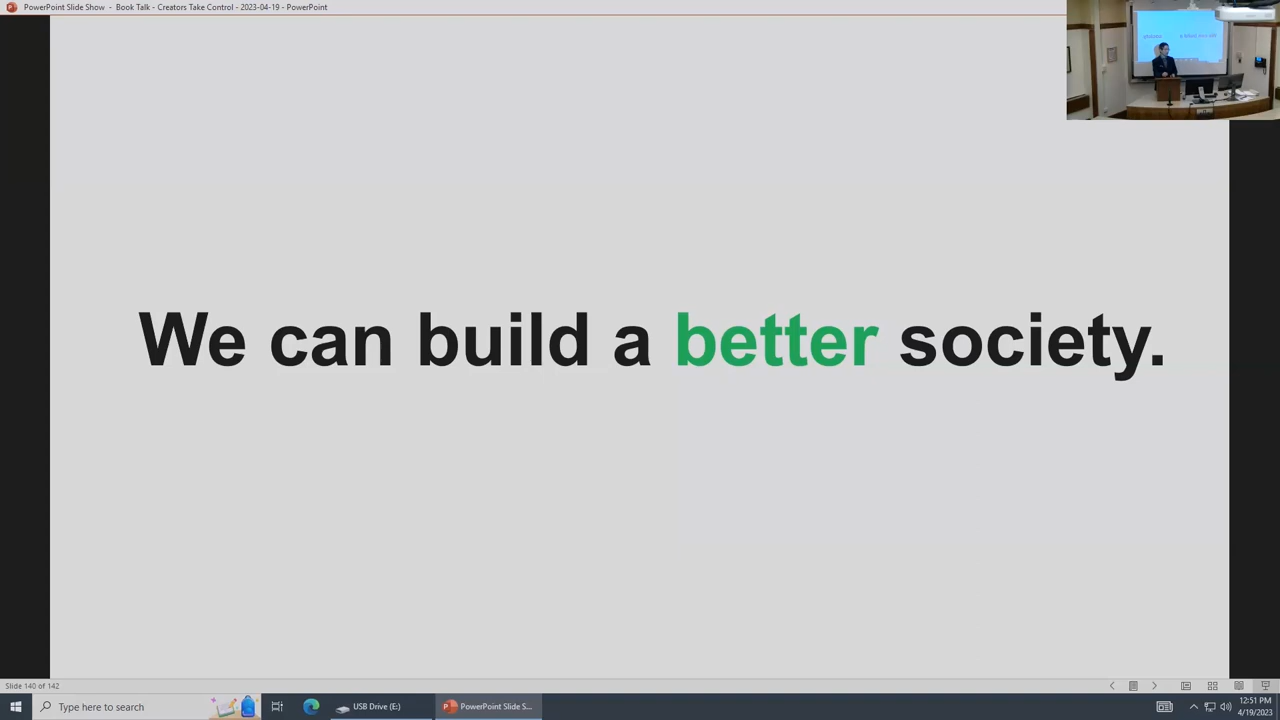 PowerPoint Slide Show - Book Talk - Creators Take Control - 2023-04-19 - PowerPoint
We can build a better society.
Slide 140 of 142
Type here to search
USB Drive (E:)
PowerPoint Slide S...
12:51 PM
4/19/2023